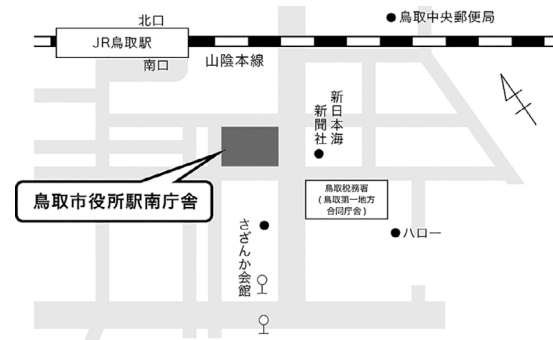 北口
鳥取中央郵便局
JR鳥取駅
南口
山陰本線
新日本海
新聞社
鳥取市役所駅南庁舎
鳥取税務署
(鳥取第一地方
合同庁舎)
さざんか会館
ハロー